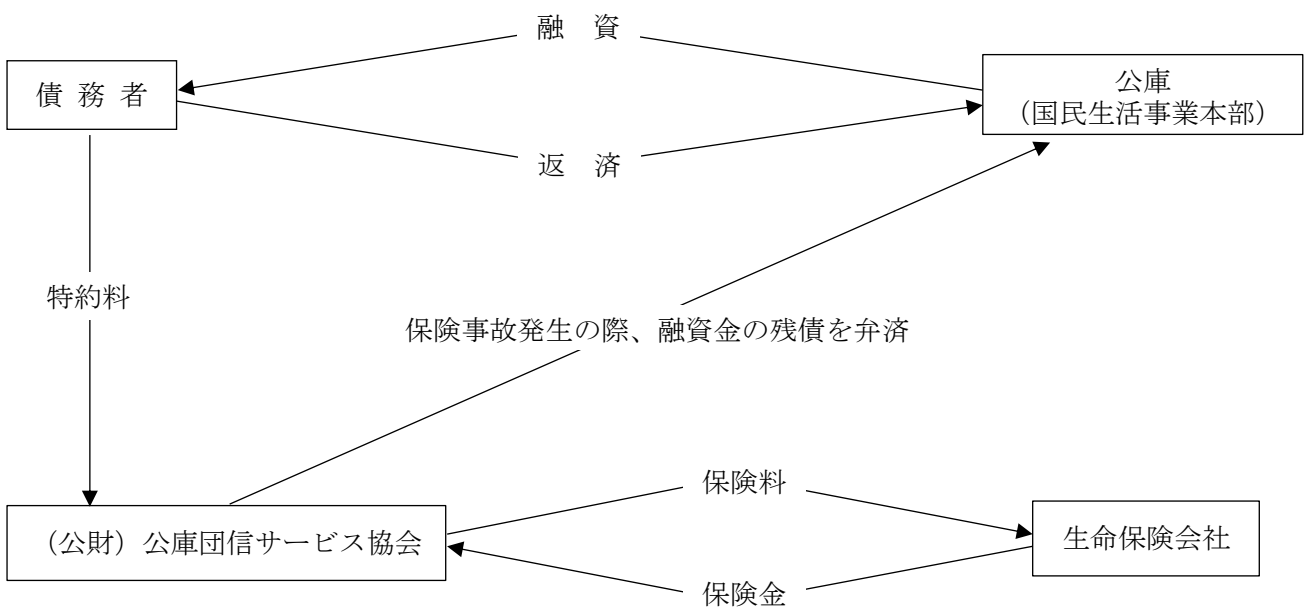 融　資
債 務 者
公庫
（国民生活事業本部）
返　済
特約料
保険事故発生の際、融資金の残債を弁済
保険料
（公財）公庫団信サービス協会
生命保険会社
保険金